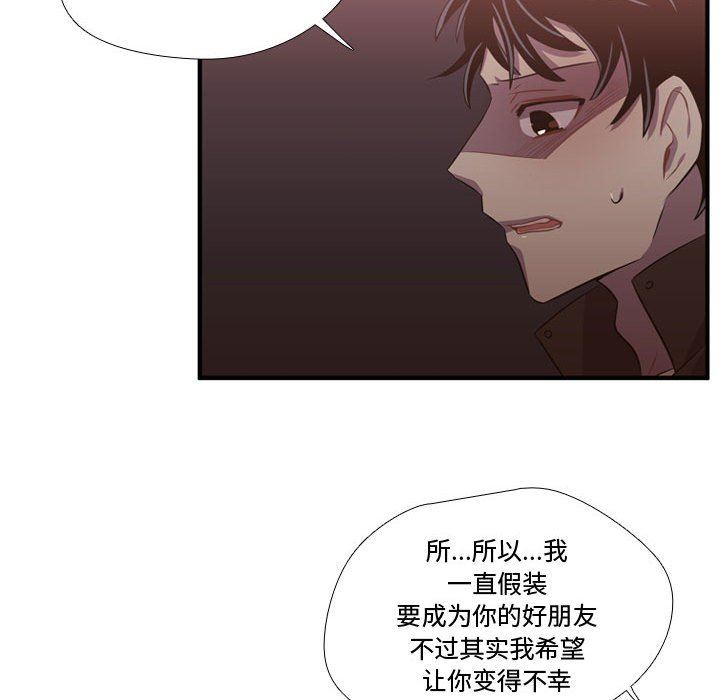 所...所以...我
一直假装
要成为你的好朋友
不过其实我希望
让你变得不幸